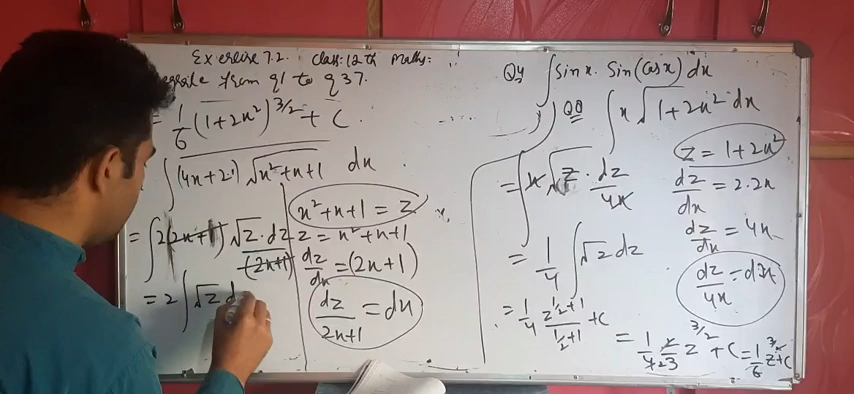 Exercise 7.2. Class: 12th Maths:
egrate from Q1 to Q37.
= 1/6 (1+2x²)^3/2 + C
∫ (4x+2) √x²+x+1 dx
= ∫ 2(2x+1) √z · dz/(2x+1)
= 2 ∫ √z d
x²+x+1 = z
z = x²+x+1
dz/dx = (2x+1)
dz/2x+1 = dx
Q4 ∫ Sin x. Sin(Cos x) dx
Q8 ∫ x √1+2x² dx
= ∫ x √z · dz/4x
= 1/4 ∫ √z dz
= 1/4 z^1/2+1 / 1/2+1 + C
= 1/4 · 2/3 z^3/2 + C = 1/6 z^3/2 + C
z = 1+2x²
dz/dx = 2.2x
dz/dx = 4x
dz/4x = dx